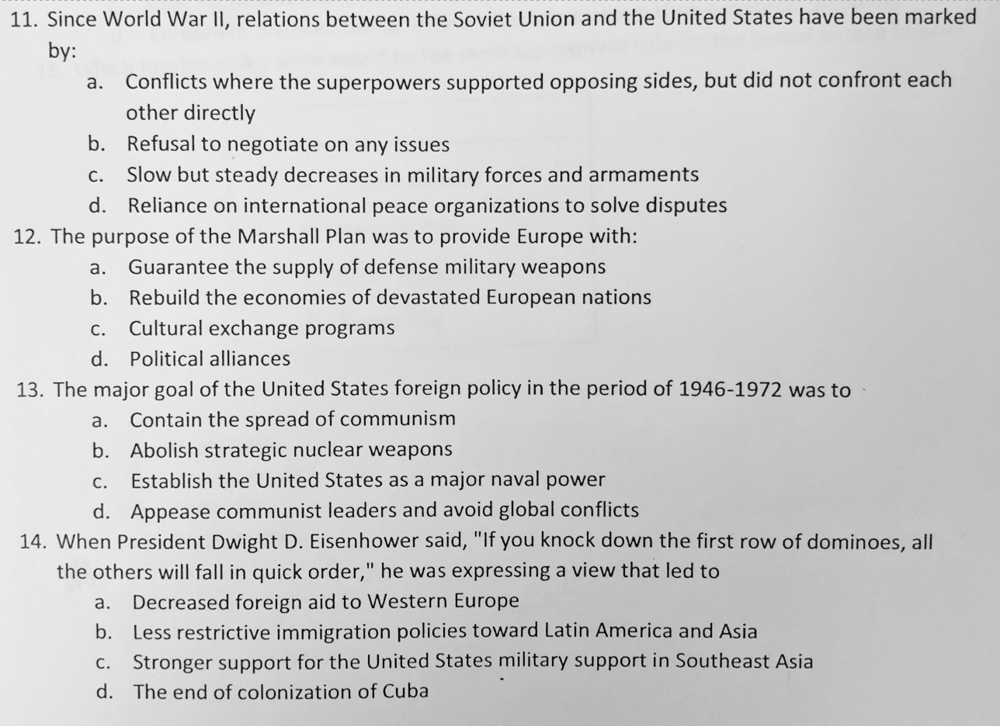 11. Since World War II, relations between the Soviet Union and the United States have been marked
by:
a. Conflicts where the superpowers supported opposing sides, but did not confront each
other directly
b. Refusal to negotiate on any issues
c. Slow but steady decreases in military forces and armaments
d. Reliance on international peace organizations to solve disputes
12. The purpose of the Marshall Plan was to provide Europe with:
a. Guarantee the supply of defense military weapons
b. Rebuild the economies of devastated European nations
c. Cultural exchange programs
d. Political alliances
13. The major goal of the United States foreign policy in the period of 1946-1972 was to
a. Contain the spread of communism
b. Abolish strategic nuclear weapons
c. Establish the United States as a major naval power
d. Appease communist leaders and avoid global conflicts
14. When President Dwight D. Eisenhower said, "If you knock down the first row of dominoes, all
the others will fall in quick order," he was expressing a view that led to
a. Decreased foreign aid to Western Europe
b. Less restrictive immigration policies toward Latin America and Asia
c. Stronger support for the United States military support in Southeast Asia
d. The end of colonization of Cuba